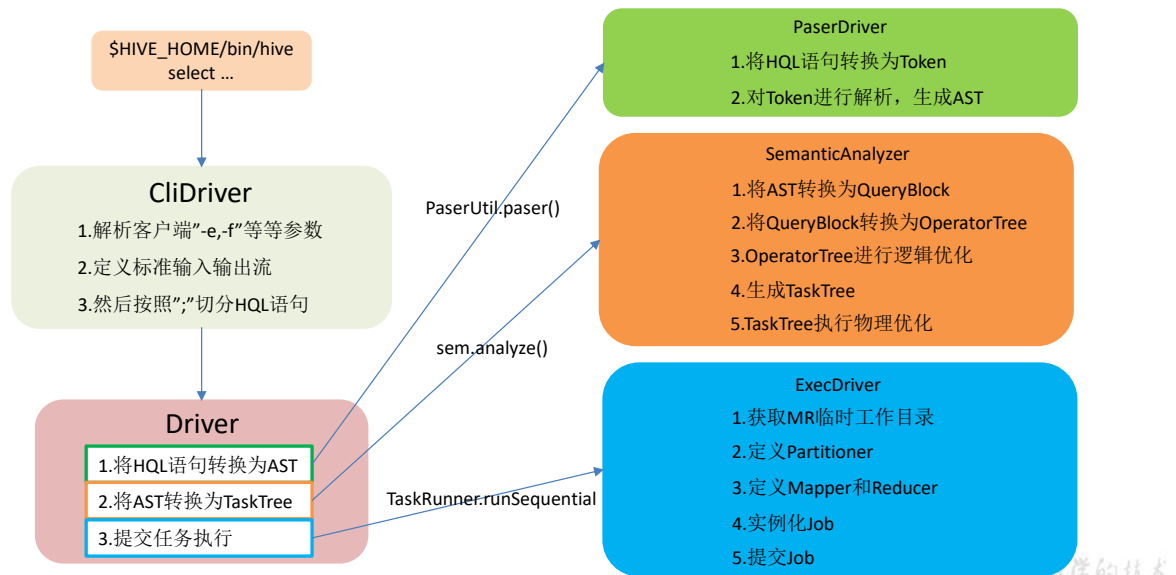 $HIVE_HOME/bin/hive
select …
CliDriver
1.解析客户端”-e,-f”等等参数
2.定义标准输入输出流
3.然后按照”;”切分HQL语句
Driver
1.将HQL语句转换为AST
2.将AST转换为TaskTree
3.提交任务执行
PaserUtil.paser()
sem.analyze()
TaskRunner.runSequential
PaserDriver
1.将HQL语句转换为Token
2.对Token进行解析，生成AST
SemanticAnalyzer
1.将AST转换为QueryBlock
2.将QueryBlock转换为OperatorTree
3.OperatorTree进行逻辑优化
4.生成TaskTree
5.TaskTree执行物理优化
ExecDriver
1.获取MR临时工作目录
2.定义Partitioner
3.定义Mapper和Reducer
4.实例化Job
5.提交Job
的技术